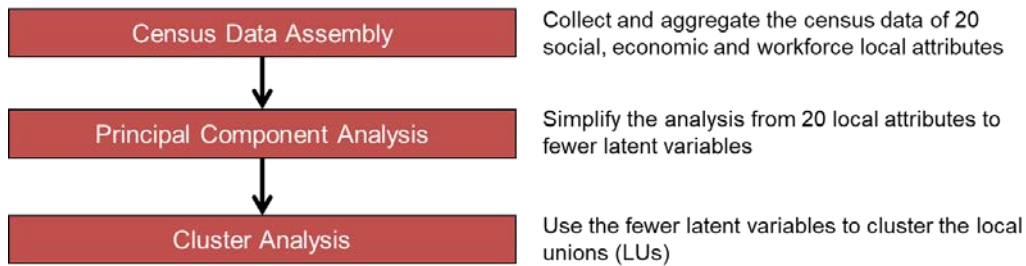 Census Data Assembly
Collect and aggregate the census data of 20
social, economic and workforce local attributes
Principal Component Analysis
Simplify the analysis from 20 local attributes to
fewer latent variables
Cluster Analysis
Use the fewer latent variables to cluster the local
unions (LUs)